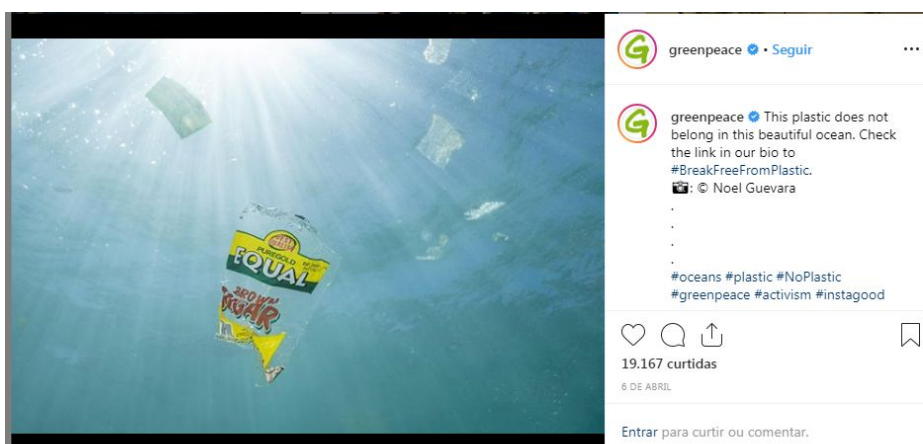 greenpeace • Seguir
greenpeace This plastic does not
belong in this beautiful ocean. Check
the link in our bio to
#BreakFreeFromPlastic.
📷: © Noel Guevara
.
.
.
.
#oceans #plastic #NoPlastic
#greenpeace #activism #instagood
19.167 curtidas
6 DE ABRIL
Entrar para curtir ou comentar.
PUREGOLD
EQUAL
BROWN
SUGAR